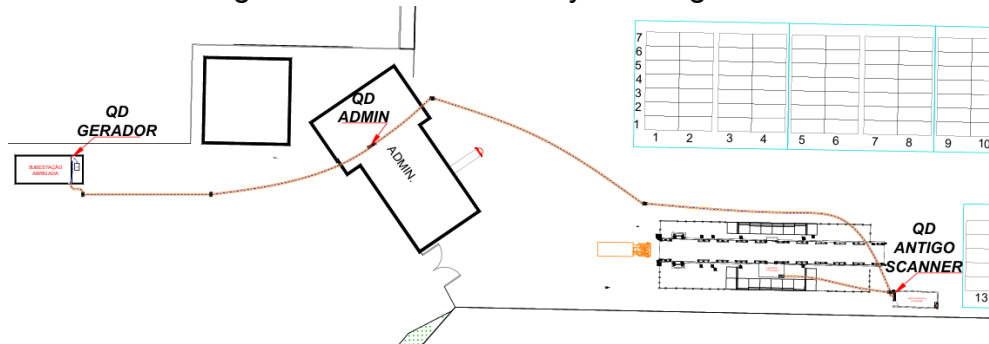 QD
GERADOR
SUBESTAÇÃO
ABRIGADA
QD
ADMIN
ADMIN.
7
6
5
4
3
2
1
1 2 3 4 5 6 7 8 9 10
QD
ANTIGO
SCANNER
13